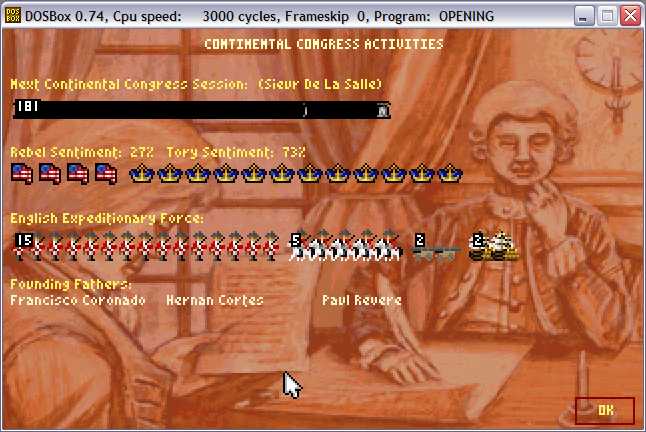 DOSBox 0.74, Cpu speed: 3000 cycles, Frameskip 0, Program: OPENING
CONTINENTAL CONGRESS ACTIVITIES
Next Continental Congress Session: (Sieur De La Salle)
181
Rebel Sentiment: 27% Tory Sentiment: 73%
English Expeditionary Force:
15 5 2 2
Founding Fathers:
Francisco Coronado Hernan Cortes Paul Revere
OK